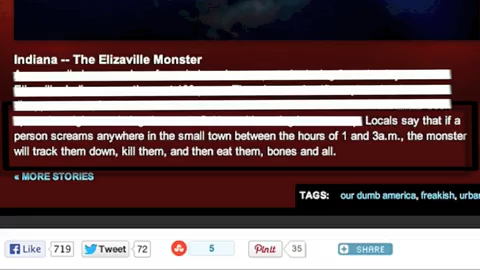 Indiana -- The Elizaville Monster
Locals say that if a
person screams anywhere in the small town between the hours of 1 and 3a.m., the monster
will track them down, kill them, and then eat them, bones and all.
« MORE STORIES
TAGS: our dumb america, freakish, urba
Like 719 Tweet 72 5 Pin it 35 SHARE